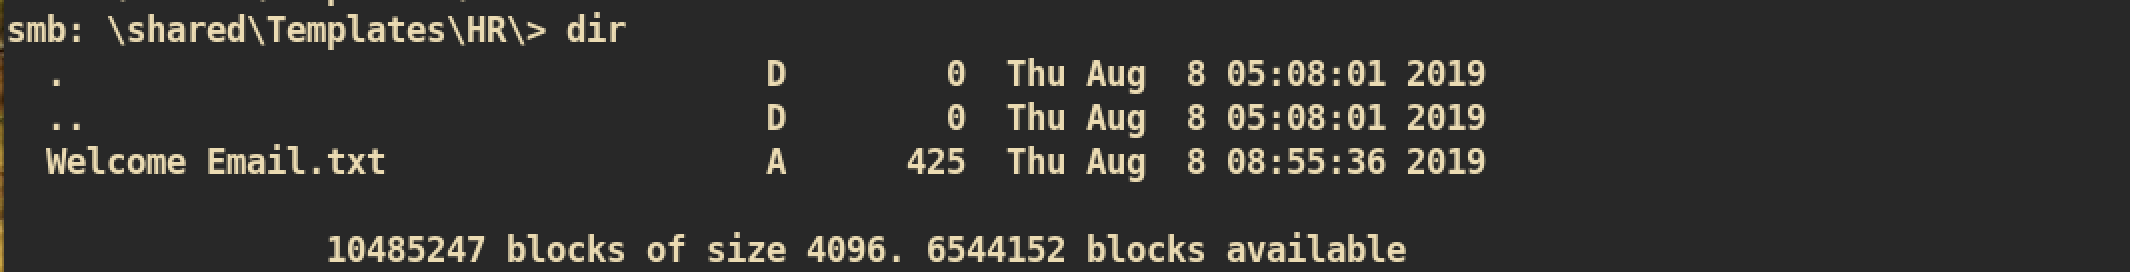 smb: \shared\Templates\HR\> dir
. D 0 Thu Aug 8 05:08:01 2019
.. D 0 Thu Aug 8 05:08:01 2019
Welcome Email.txt A 425 Thu Aug 8 08:55:36 2019
10485247 blocks of size 4096. 6544152 blocks available